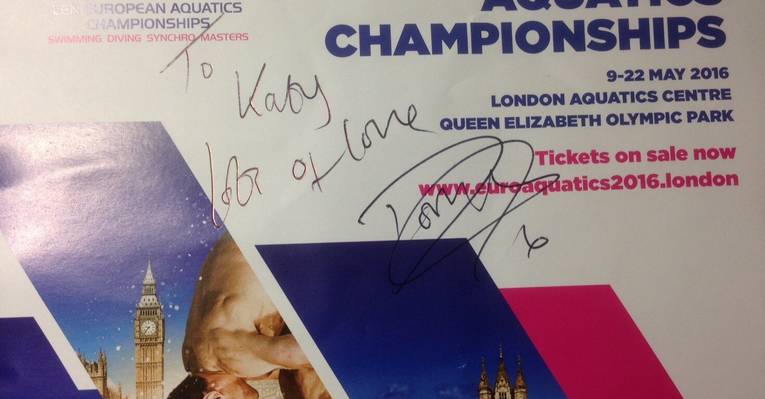 LEN EUROPEAN AQUATICS
CHAMPIONSHIPS
SWIMMING DIVING SYNCHRO MASTERS
AQUATICS
CHAMPIONSHIPS
9-22 MAY 2016
LONDON AQUATICS CENTRE
QUEEN ELIZABETH OLYMPIC PARK
Tickets on sale now
www.euroaquatics2016.london
To
Katy
lots of love